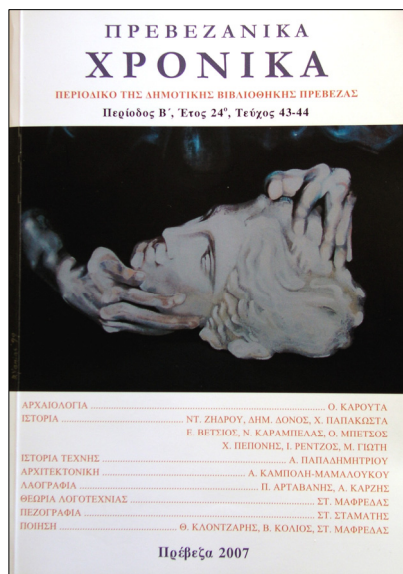 ΠΡΕΒΕΖΑΝΙΚΑ
ΧΡΟΝΙΚΑ
ΠΕΡΙΟΔΙΚΟ ΤΗΣ ΔΗΜΟΤΙΚΗΣ ΒΙΒΛΙΟΘΗΚΗΣ ΠΡΕΒΕΖΑΣ
Περίοδος Β΄, Έτος 24º, Τεύχος 43-44
ΑΡΧΑΙΟΛΟΓΙΑ ........ Ο. ΚΑΡΟΥΤΑ
ΙΣΤΟΡΙΑ ........ ΝΤ. ΖΗΔΡΟΥ, ΔΗΜ. ΔΟΝΟΣ, Χ. ΠΑΠΑΚΩΣΤΑ
Ε. ΒΕΤΣΙΟΣ, Ν. ΚΑΡΑΜΠΕΛΑΣ, Ο. ΜΠΕΤΣΟΣ
Χ. ΠΕΠΟΝΗΣ, Ι. ΡΕΝΤΖΟΣ, Μ. ΓΙΩΤΗ
ΙΣΤΟΡΙΑ ΤΕΧΝΗΣ ........ Α. ΠΑΠΑΔΗΜΗΤΡΙΟΥ
ΑΡΧΙΤΕΚΤΟΝΙΚΗ ........ Α. ΚΑΜΠΟΛΗ-ΜΑΜΑΛΟΥΚΟΥ
ΛΑΟΓΡΑΦΙΑ ........ Π. ΑΡΤΑΒΑΝΗΣ, Α. ΚΑΡΖΗΣ
ΘΕΩΡΙΑ ΛΟΓΟΤΕΧΝΙΑΣ ........ ΣΤ. ΜΑΦΡΕΔΑΣ
ΠΕΖΟΓΡΑΦΙΑ ........ ΣΤ. ΣΤΑΜΑΤΗΣ
ΠΟΙΗΣΗ ........ Θ. ΚΛΟΝΤΖΑΡΗΣ, Β. ΚΟΛΙΟΣ, ΣΤ. ΜΑΦΡΕΔΑΣ
Πρέβεζα 2007